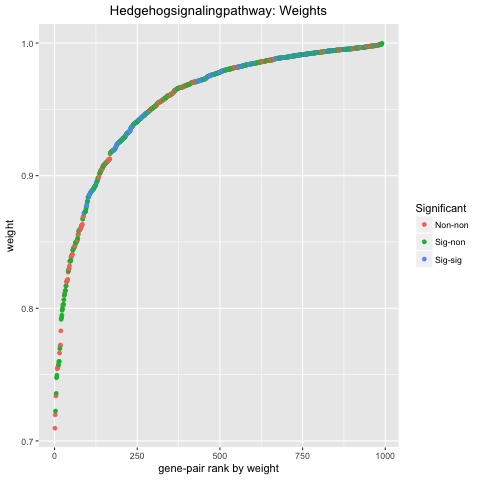 Hedgehogsignalingpathway: Weights
1.0
0.9
0.8
0.7
weight
0
250
500
750
1000
gene-pair rank by weight
Significant
Non-non
Sig-non
Sig-sig